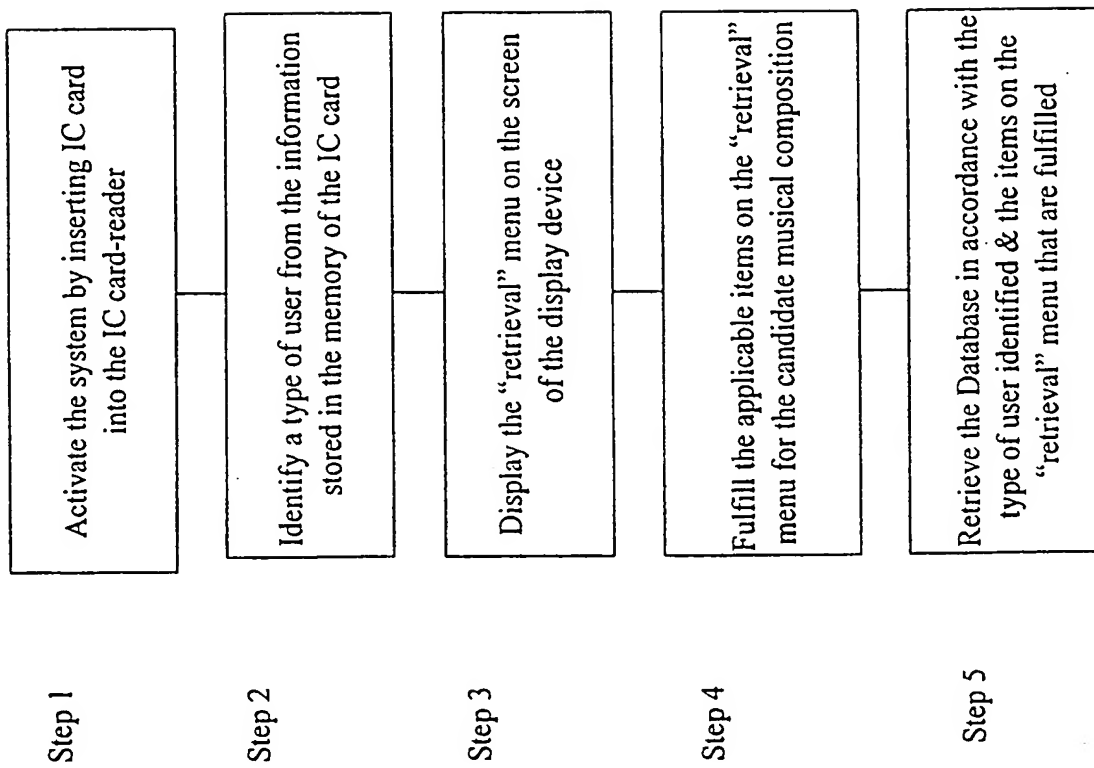 Step 1
Activate the system by inserting IC card
into the IC card-reader
Step 2
Identify a type of user from the information
stored in the memory of the IC card
Step 3
Display the “retrieval” menu on the screen
of the display device
Step 4
Fulfill the applicable items on the “retrieval”
menu for the candidate musical composition
Step 5
Retrieve the Database in accordance with the
type of user identified & the items on the
“retrieval” menu that are fulfilled